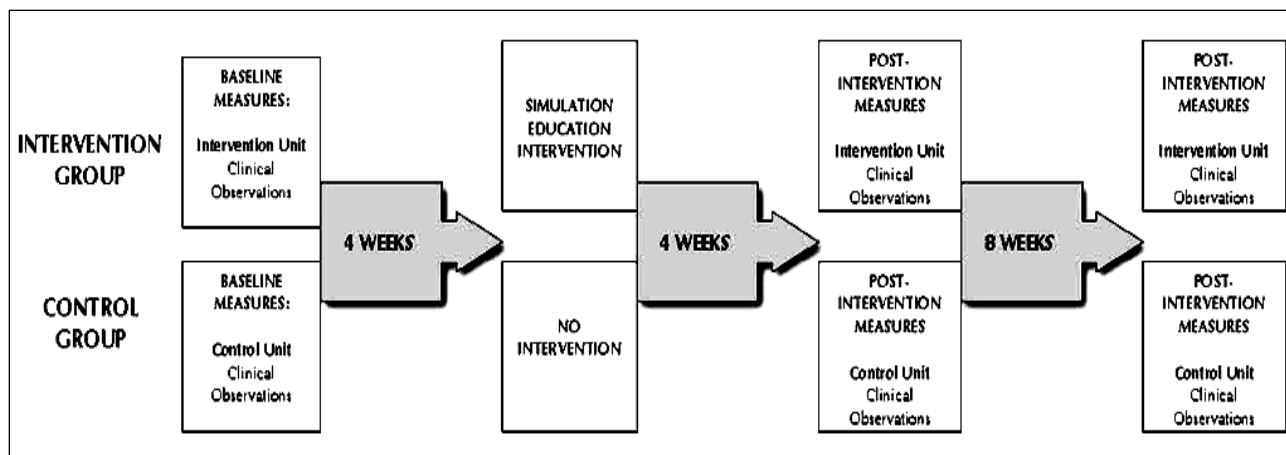 INTERVENTION
GROUP
BASELINE
MEASURES:
Intervention Unit
Clinical
Observations
4 WEEKS
SIMULATION
EDUCATION
INTERVENTION
4 WEEKS
POST-
INTERVENTION
MEASURES
Intervention Unit
Clinical
Observations
8 WEEKS
POST-
INTERVENTION
MEASURES
Intervention Unit
Clinical
Observations
CONTROL
GROUP
BASELINE
MEASURES:
Control Unit
Clinical
Observations
NO
INTERVENTION
POST-
INTERVENTION
MEASURES
Control Unit
Clinical
Observations
POST-
INTERVENTION
MEASURES
Control Unit
Clinical
Observations